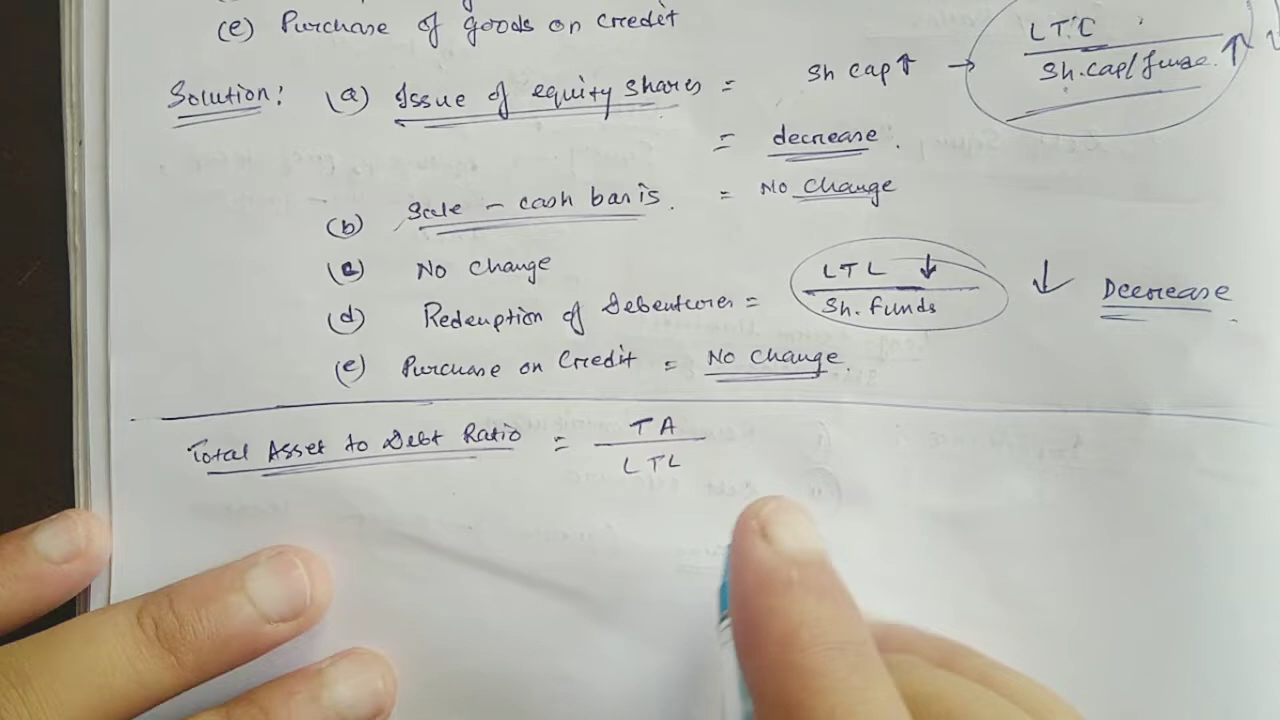 (e) Purchase of goods on credit
Solution: (a) Issue of equity shares = Sh cap ↑ → LTC / Sh.cap/funds. ↑
= decrease.
(b) Sale - cash basis. = No change
(c) No change
(d) Redemption of Debentures = LTL ↓ / Sh. funds ↓ Decrease.
(e) Purchase on Credit = No change.
Total Asset to Debt Ratio = TA / LTL